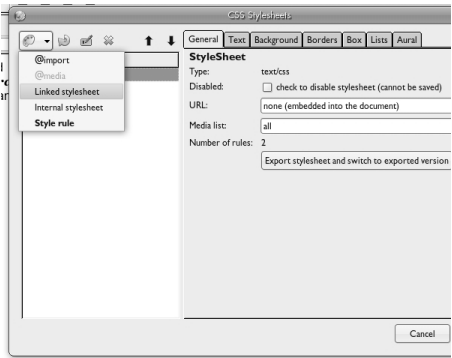 CSS Stylesheets
General Text Background Borders Box Lists Aural
@import
@media
Linked stylesheet
Internal stylesheet
Style rule
StyleSheet
Type: text/css
Disabled: check to disable stylesheet (cannot be saved)
URL: none (embedded into the document)
Media list: all
Number of rules: 2
Export stylesheet and switch to exported version
Cancel